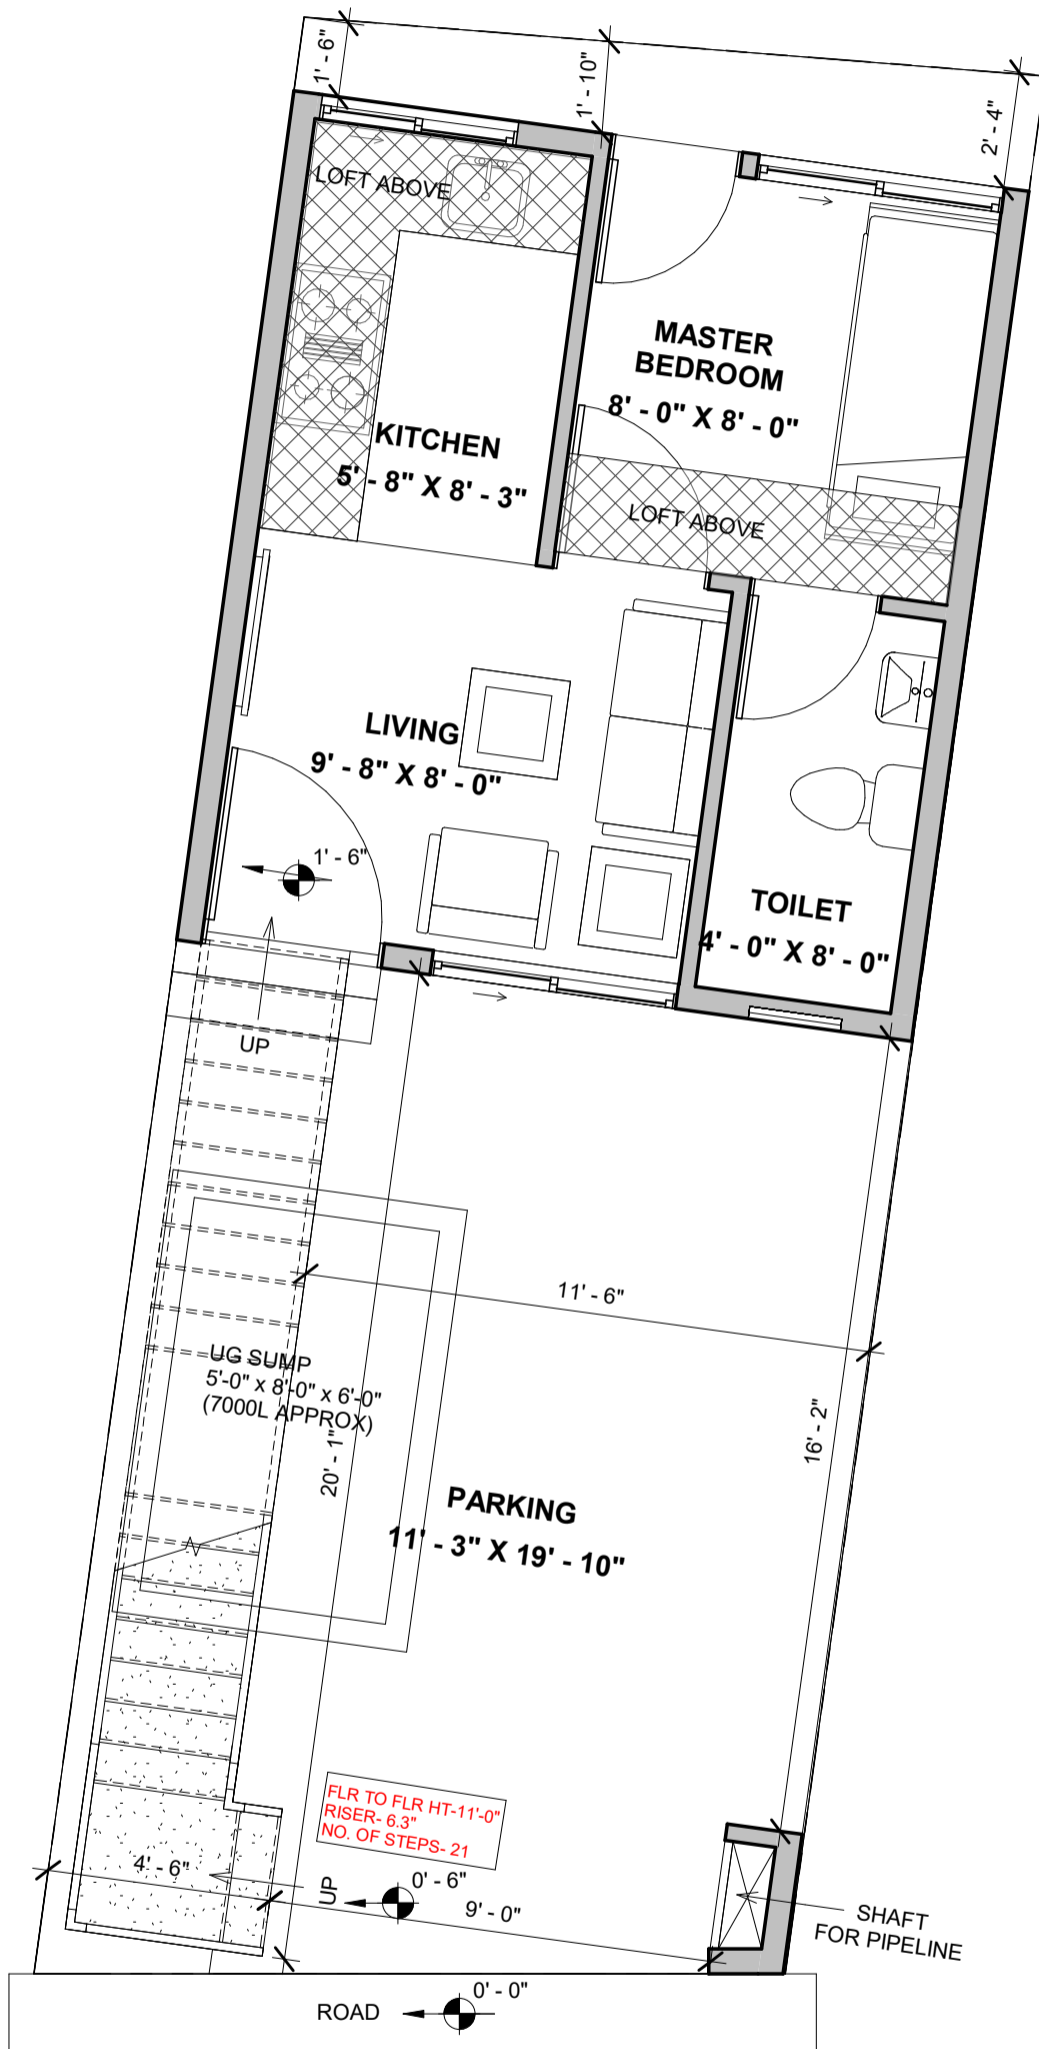 1' - 6"
1' - 10"
2' - 4"
LOFT ABOVE
MASTER
BEDROOM
8' - 0" X 8' - 0"
KITCHEN
5' - 8" X 8' - 3"
LOFT ABOVE
LIVING
9' - 8" X 8' - 0"
1' - 6"
TOILET
4' - 0" X 8' - 0"
UP
11' - 6"
UG SUMP
5'-0" x 8'-0" x 6'-0"
(7000L APPROX)
20' - 1"
16' - 2"
PARKING
11' - 3" X 19' - 10"
FLR TO FLR HT-11'-0"
RISER- 6.3"
NO. OF STEPS- 21
4' - 6"
UP
0' - 6"
9' - 0"
SHAFT
FOR PIPELINE
0' - 0"
ROAD